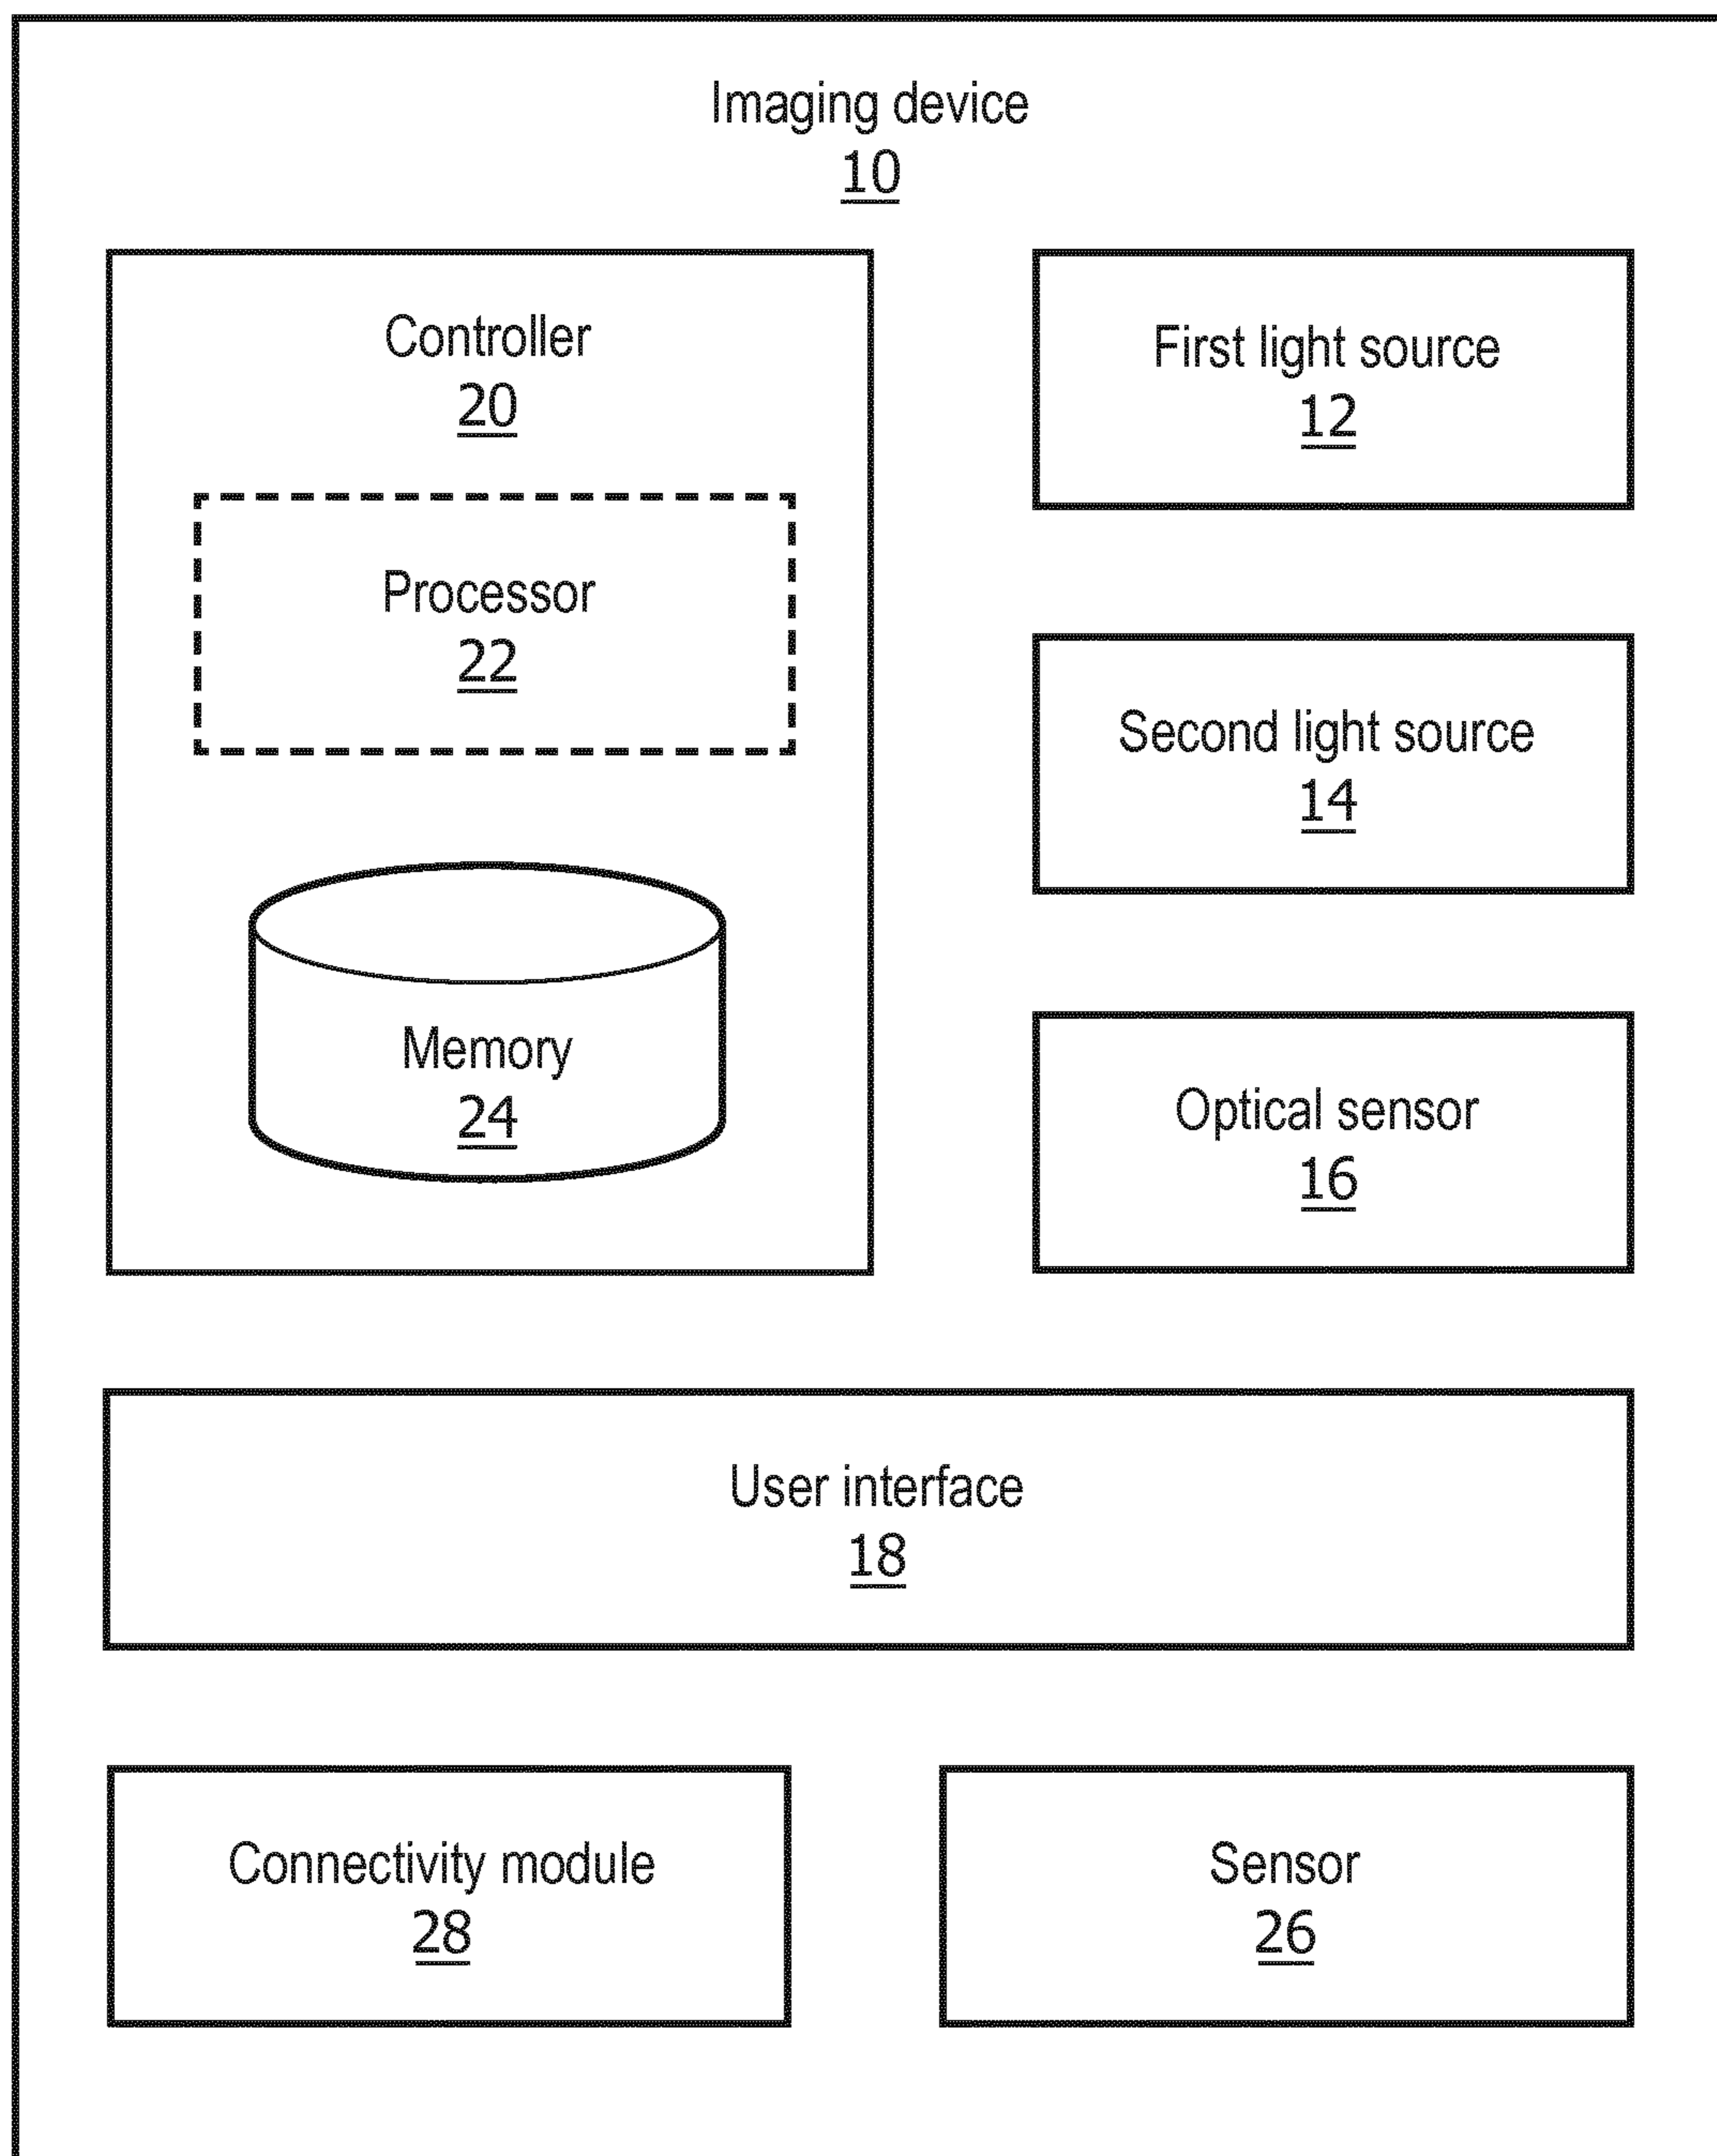 Imaging device
10
Controller
20
Processor
22
Memory
24
First light source
12
Second light source
14
Optical sensor
16
User interface
18
Connectivity module
28
Sensor
26